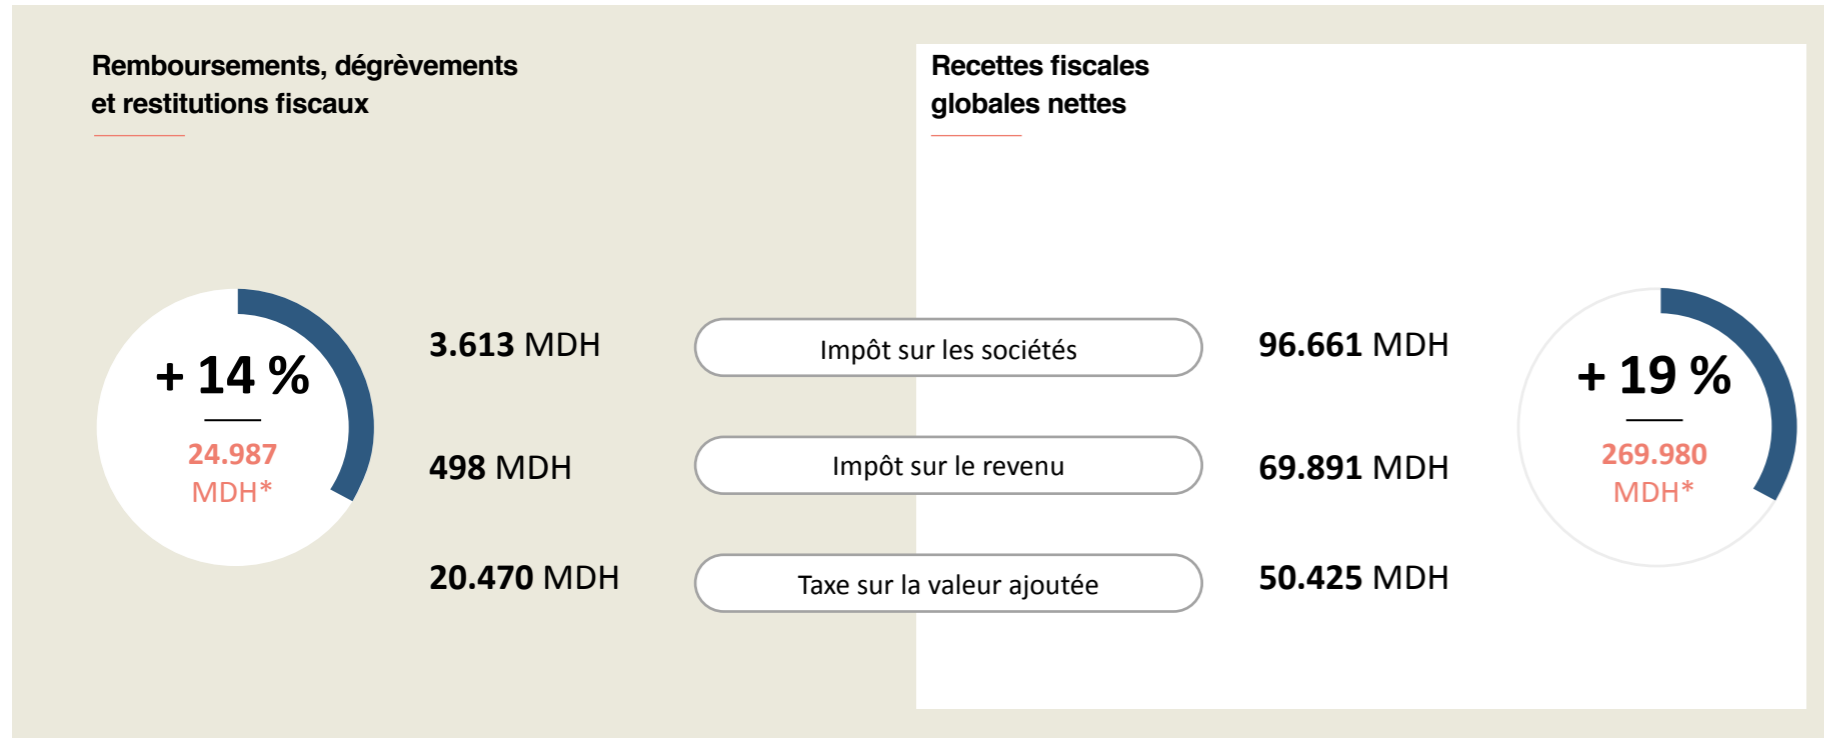 Remboursements, dégrèvements
et restitutions fiscaux
Recettes fiscales
globales nettes
+ 14 %
24.987
MDH*
3.613 MDH
Impôt sur les sociétés
96.661 MDH
498 MDH
Impôt sur le revenu
69.891 MDH
20.470 MDH
Taxe sur la valeur ajoutée
50.425 MDH
+ 19 %
269.980
MDH*